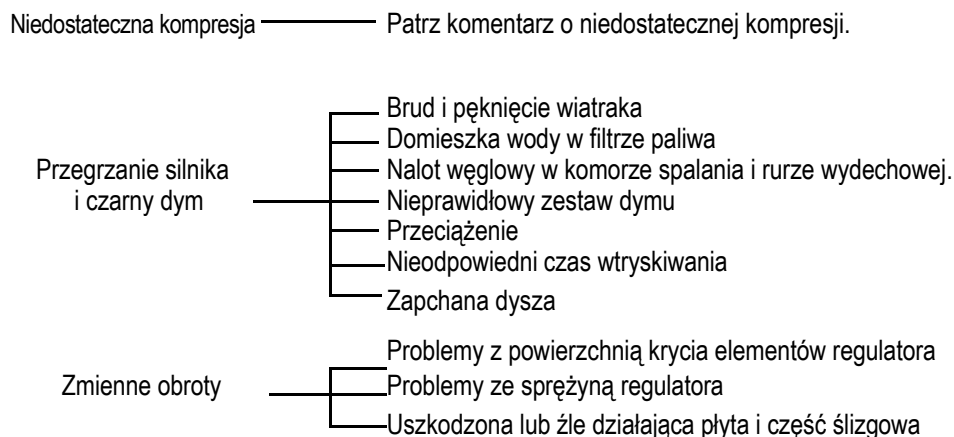 Niedostateczna kompresja Patrz komentarz o niedostatecznej kompresji.
Brud i pęknięcie wiatraka
Domieszka wody w filtrze paliwa
Przegrzanie silnika
i czarny dym
Nalot węglowy w komorze spalania i rurze wydechowej.
Nieprawidłowy zestaw dymu
Przeciążenie
Nieodpowiedni czas wtryskiwania
Zapchana dysza
Zmienne obroty
Problemy z powierzchnią krycia elementów regulatora
Problemy ze sprężyną regulatora
Uszkodzona lub źle działająca płyta i część ślizgowa